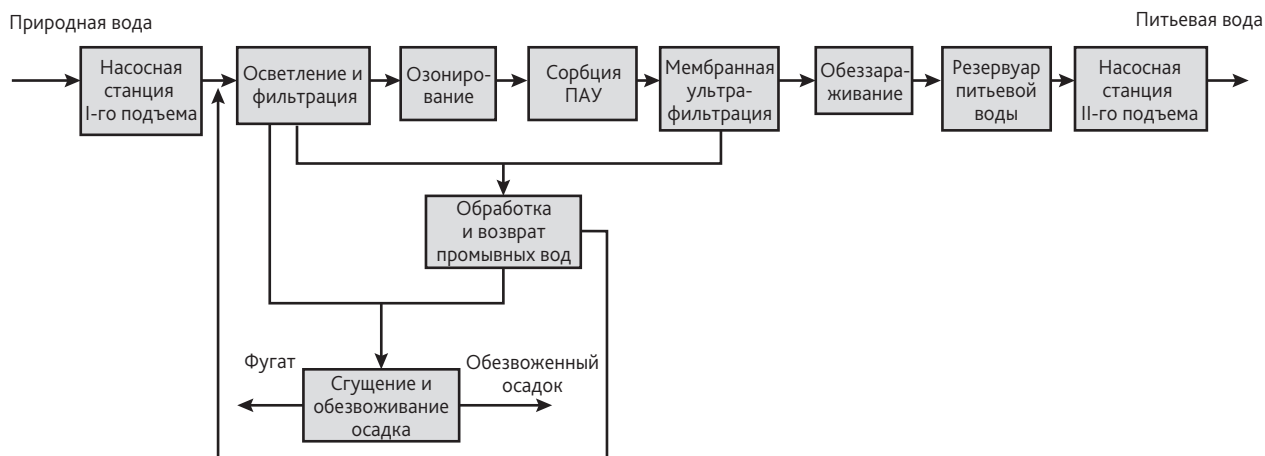 Природная вода
Питьевая вода
Насосная
станция
I-го подъема
Осветление и
фильтрация
Озониро-
вание
Сорбция
ПАУ
Мембранная
ультра-
фильтрация
Обеззара-
живание
Резервуар
питьевой
воды
Насосная
станция
II-го подъема
Обработка
и возврат
промывных вод
Фугат
Обезвоженный
осадок
Сгущение и
обезвоживание
осадка